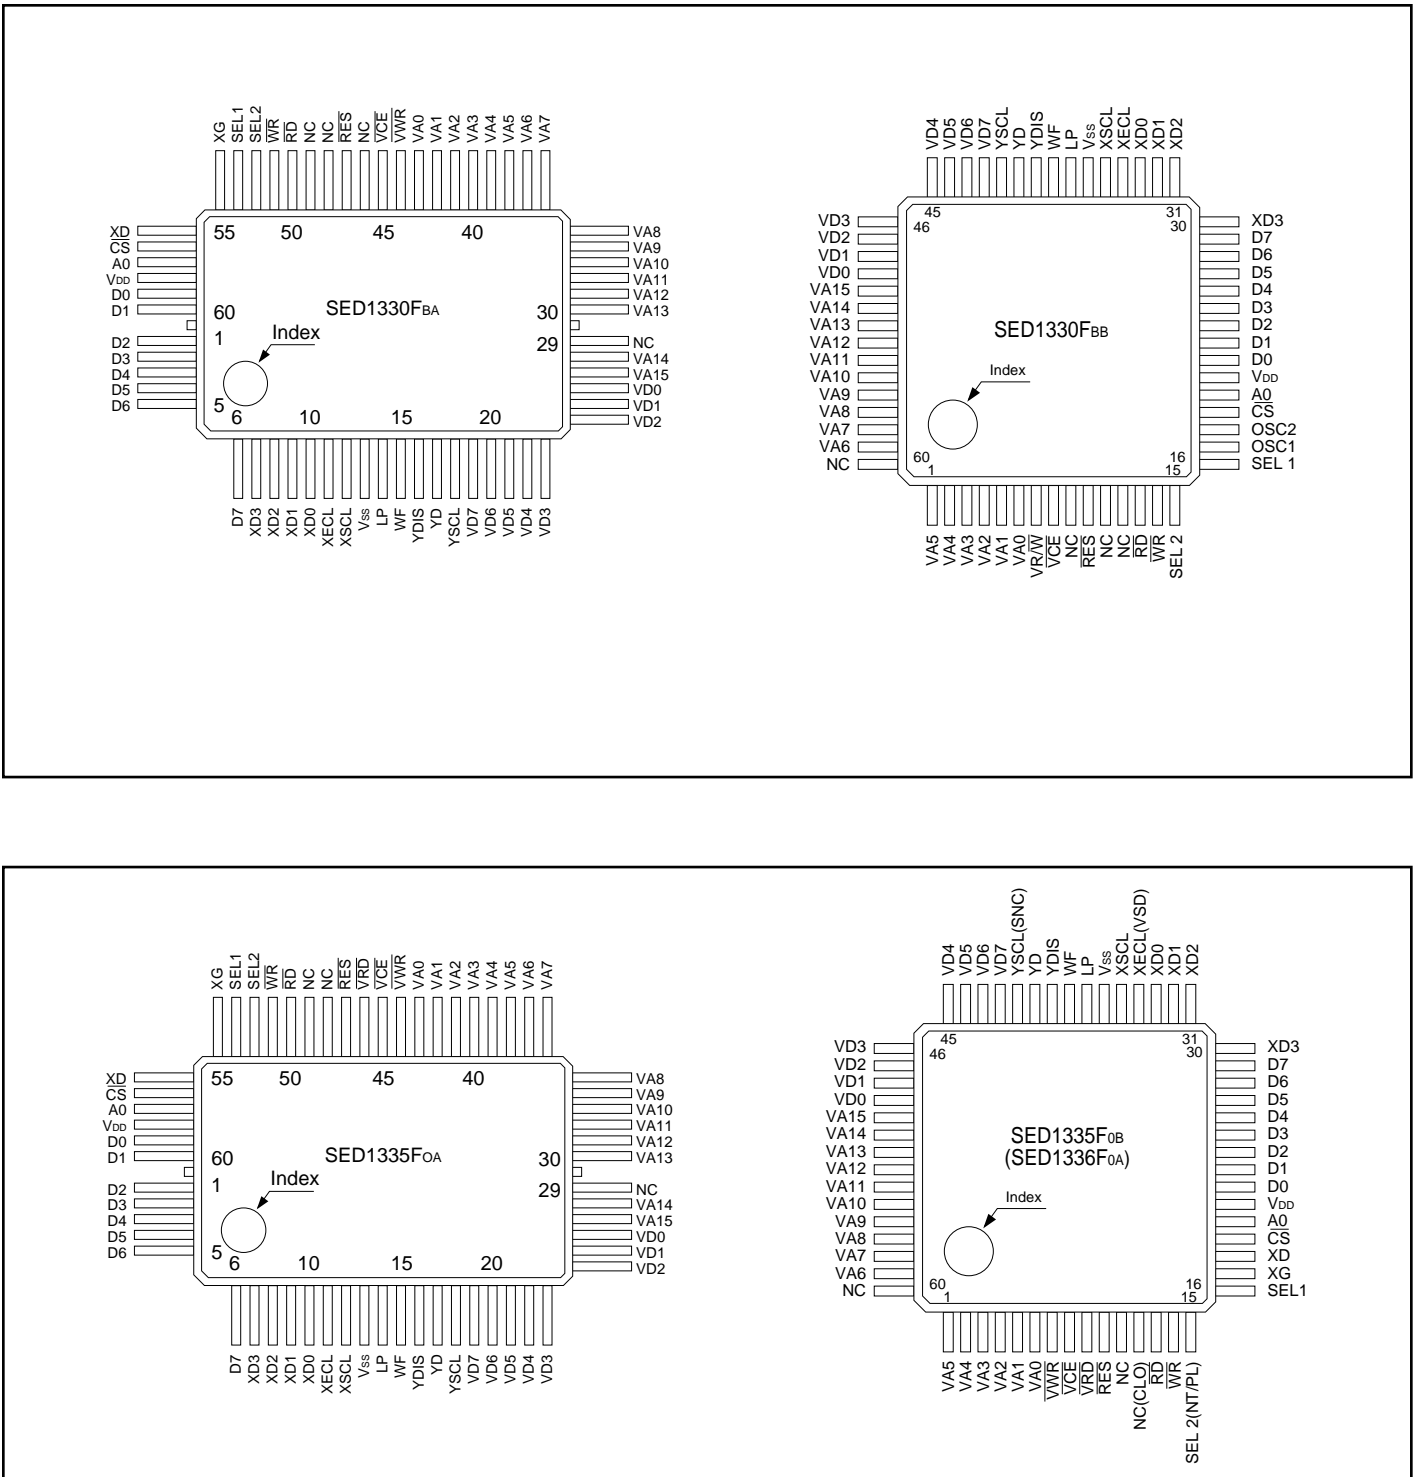 XG SEL1 SEL2 WR RD NC NC RES NC VCE VWR VA0 VA1 VA2 VA3 VA4 VA5 VA6 VA7
XD
CS
A0
VDD
D0
D1
D2
D3
D4
D5
D6
55 50 45 40
60
1
5
6 10 15 20
30
29
SED1330FBA
Index
VA8
VA9
VA10
VA11
VA12
VA13
NC
VA14
VA15
VD0
VD1
VD2
D7 XD3 XD2 XD1 XD0 XECL XSCL VSS LP WF YDIS YD YSCL VD7 VD6 VD5 VD4 VD3
VD4 VD5 VD6 VD7 YSCL YD YDIS WF LP VSS XSCL XECL XD0 XD1 XD2
VD3
VD2
VD1
VD0
VA15
VA14
VA13
VA12
VA11
VA10
VA9
VA8
VA7
VA6
NC
45 31
46 30
SED1330FBB
Index
60 16
1 15
XD3
D7
D6
D5
D4
D3
D2
D1
D0
VDD
A0
CS
OSC2
OSC1
SEL 1
VA5 VA4 VA3 VA2 VA1 VA0 VR/W VCE NC RES NC NC RD WR SEL 2
XG SEL1 SEL2 WR RD NC NC RES VRD VCE VWR VA0 VA1 VA2 VA3 VA4 VA5 VA6 VA7
XD
CS
A0
VDD
D0
D1
D2
D3
D4
D5
D6
55 50 45 40
60
1
5
6 10 15 20
30
29
SED1335FOA
Index
VA8
VA9
VA10
VA11
VA12
VA13
NC
VA14
VA15
VD0
VD1
VD2
D7 XD3 XD2 XD1 XD0 XECL XSCL VSS LP WF YDIS YD YSCL VD7 VD6 VD5 VD4 VD3
VD4 VD5 VD6 VD7 YSCL(SNC) YD YDIS WF LP VSS XSCL XECL(VSD) XD0 XD1 XD2
VD3
VD2
VD1
VD0
VA15
VA14
VA13
VA12
VA11
VA10
VA9
VA8
VA7
VA6
NC
45 31
46 30
SED1335F0B
(SED1336F0A)
Index
60 16
1 15
XD3
D7
D6
D5
D4
D3
D2
D1
D0
VDD
A0
CS
XD
XG
SEL1
VA5 VA4 VA3 VA2 VA1 VA0 VWR VCE VRD RES NC NC(CLO) RD WR SEL 2(NT/PL)